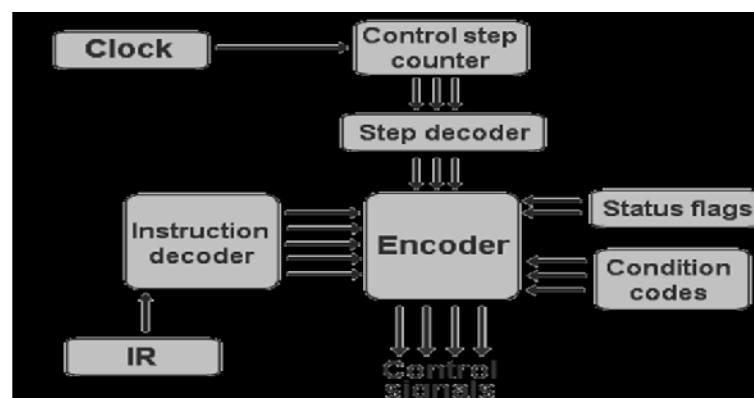 Clock
Control step
counter
Step decoder
Instruction
decoder
Encoder
Status flags
Condition
codes
IR
Control
signals